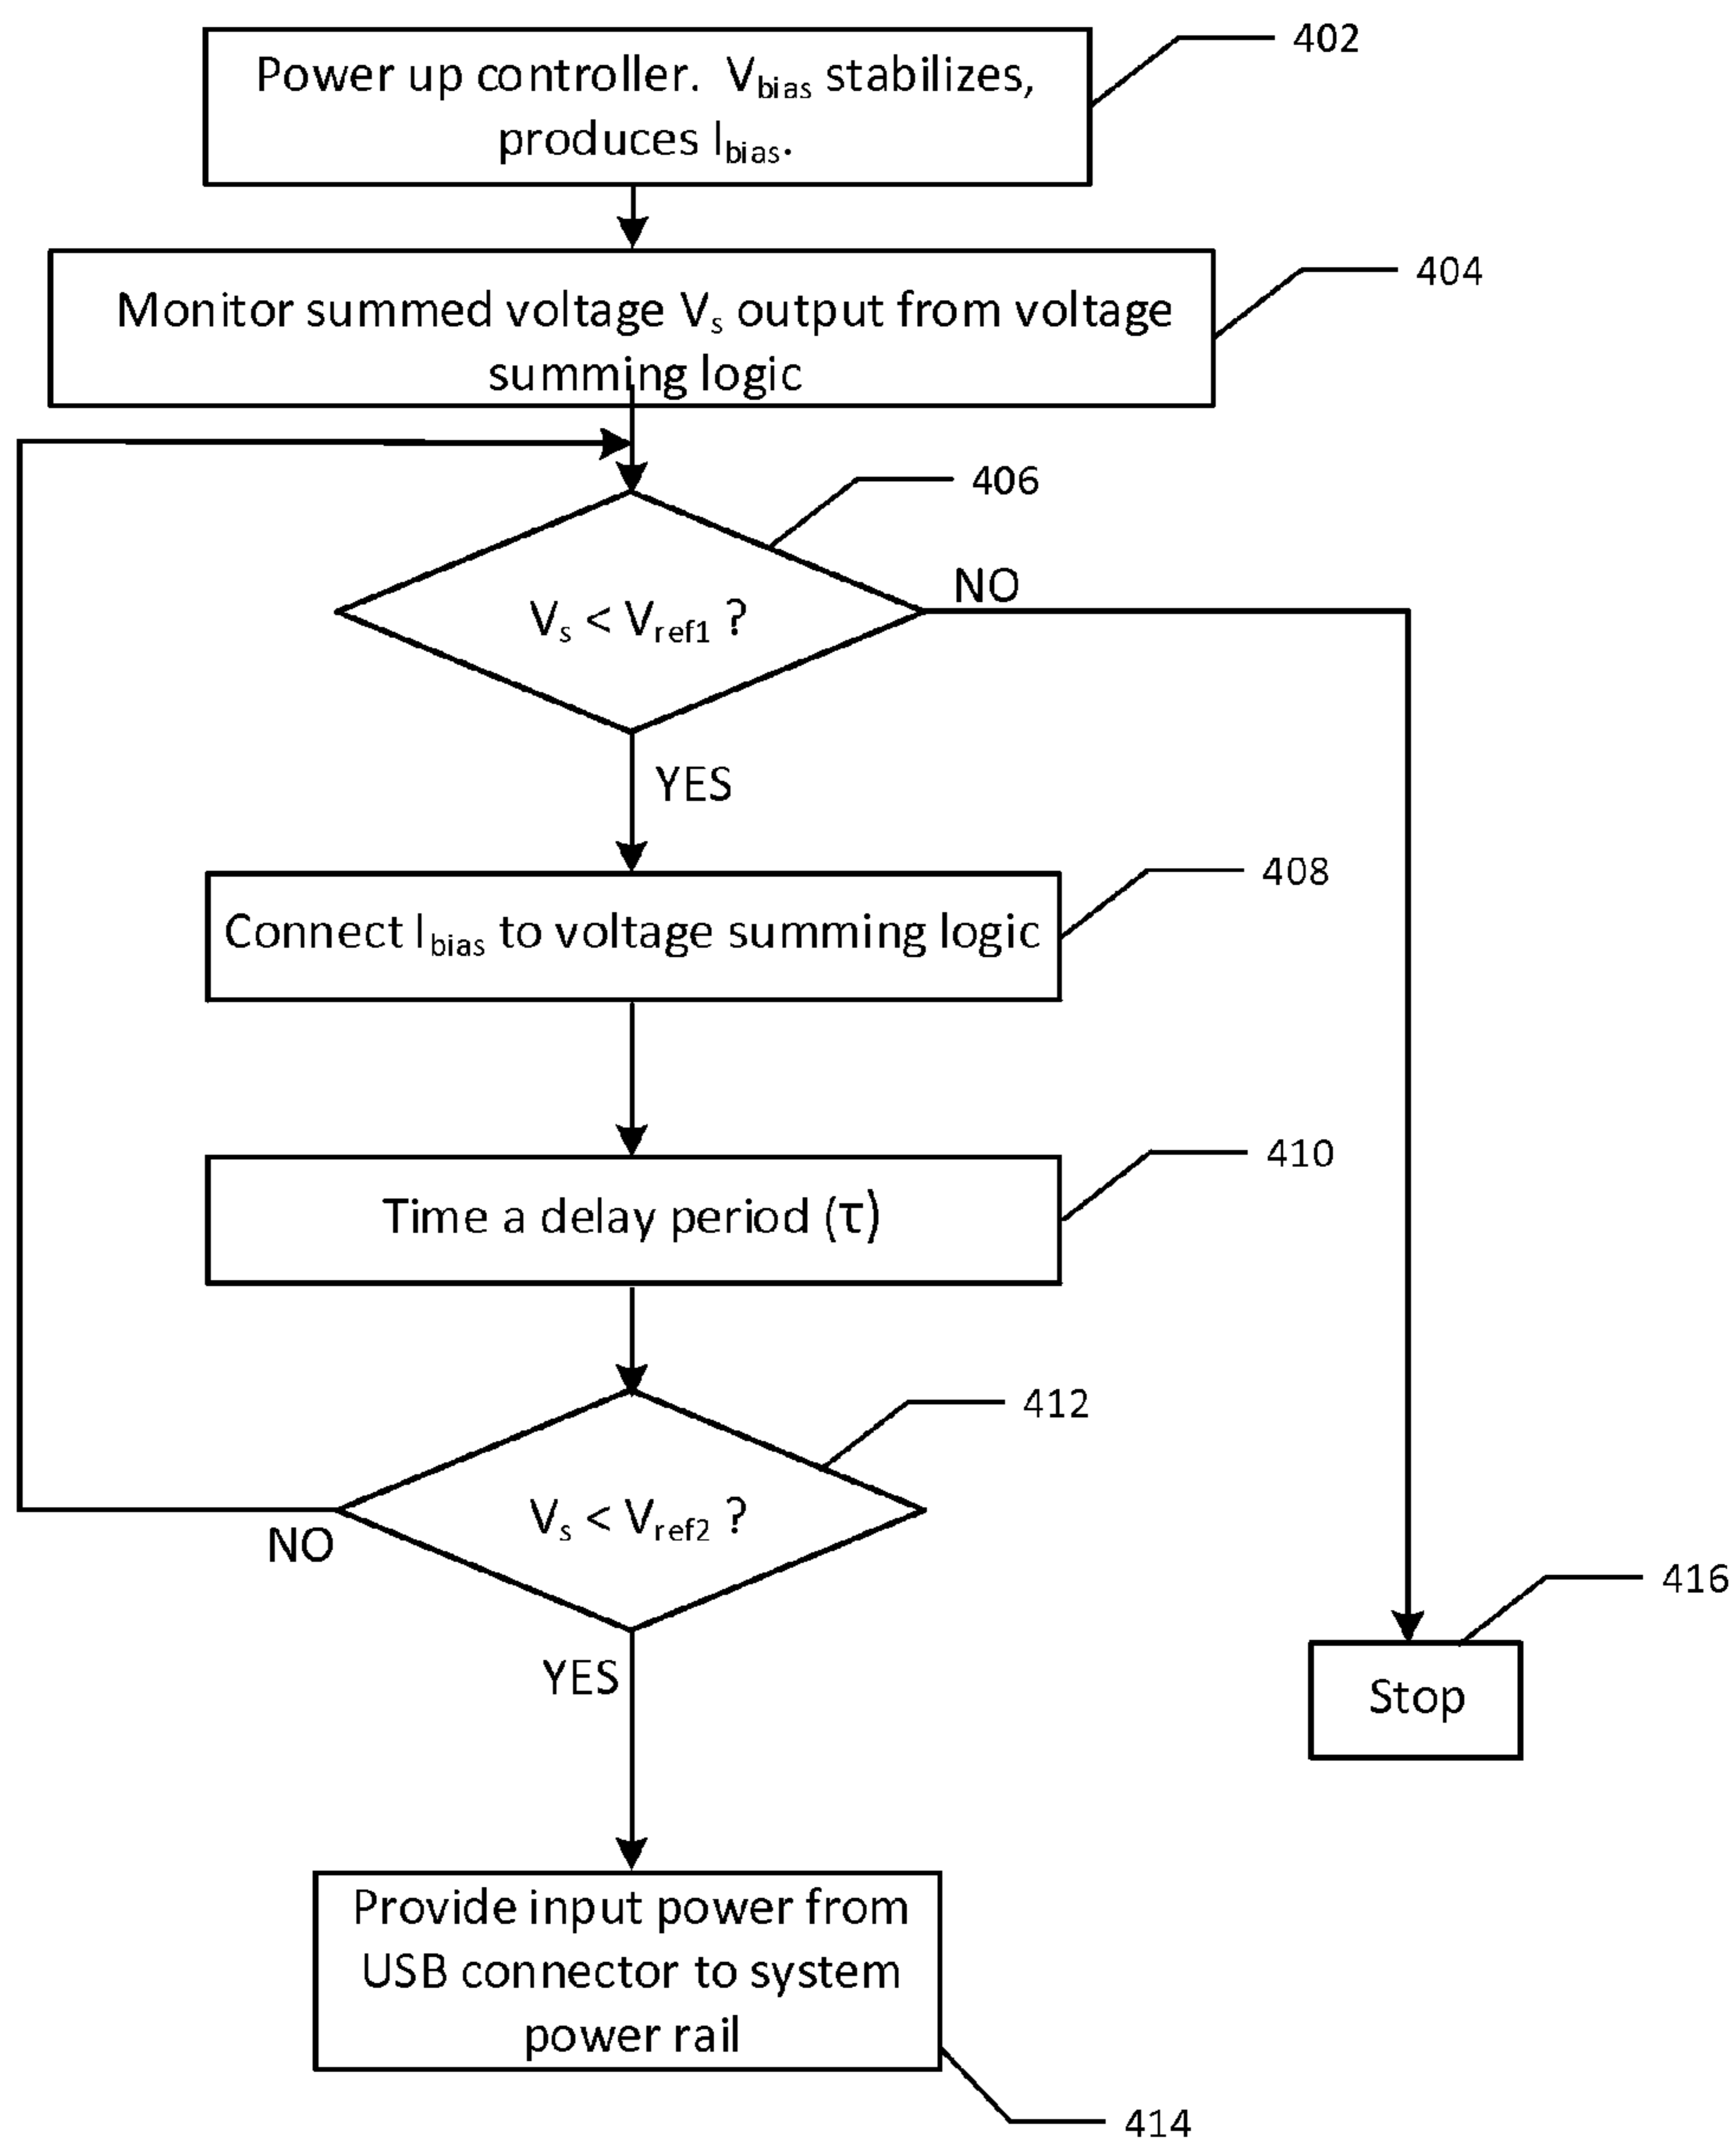 402
Power up controller. Vbias stabilizes,
produces Ibias.
404
Monitor summed voltage Vs output from voltage
summing logic
406
NO
Vs < Vref1 ?
YES
408
Connect Ibias to voltage summing logic
410
Time a delay period (τ)
412
Vs < Vref2 ?
NO
416
YES
Stop
Provide input power from
USB connector to system
power rail
414